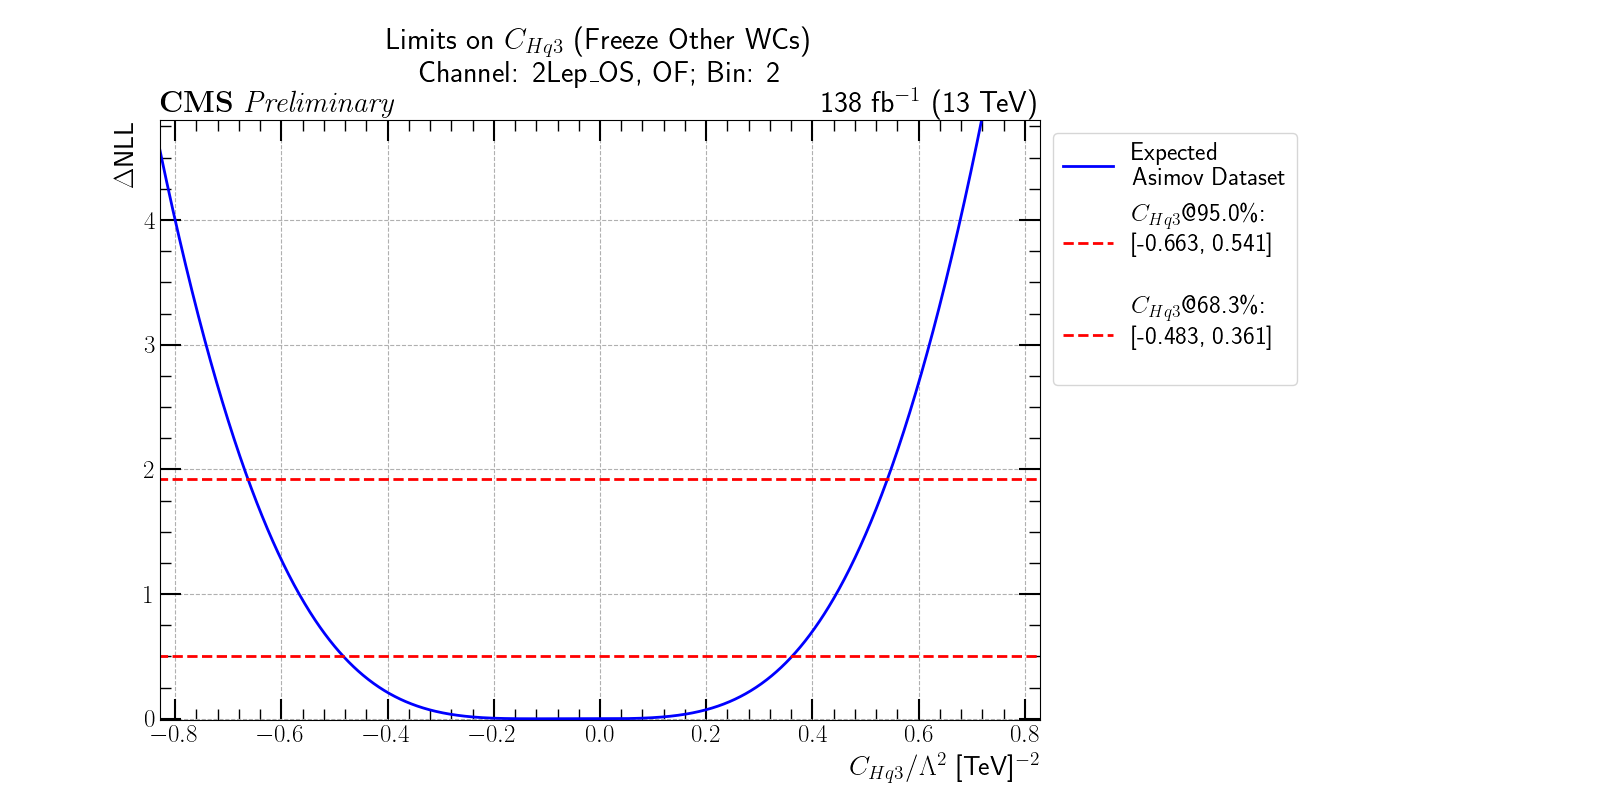 Limits on C_{Hq3} (Freeze Other WCs)
Channel: 2Lep_OS, OF; Bin: 2
CMS Preliminary
138 fb⁻¹ (13 TeV)
ΔNLL
4
3
2
1
0
−0.8 −0.6 −0.4 −0.2 0.0 0.2 0.4 0.6 0.8
C_{Hq3}/Λ² [TeV]⁻²
Expected
Asimov Dataset
C_{Hq3}@95.0%:
[-0.663, 0.541]
C_{Hq3}@68.3%:
[-0.483, 0.361]